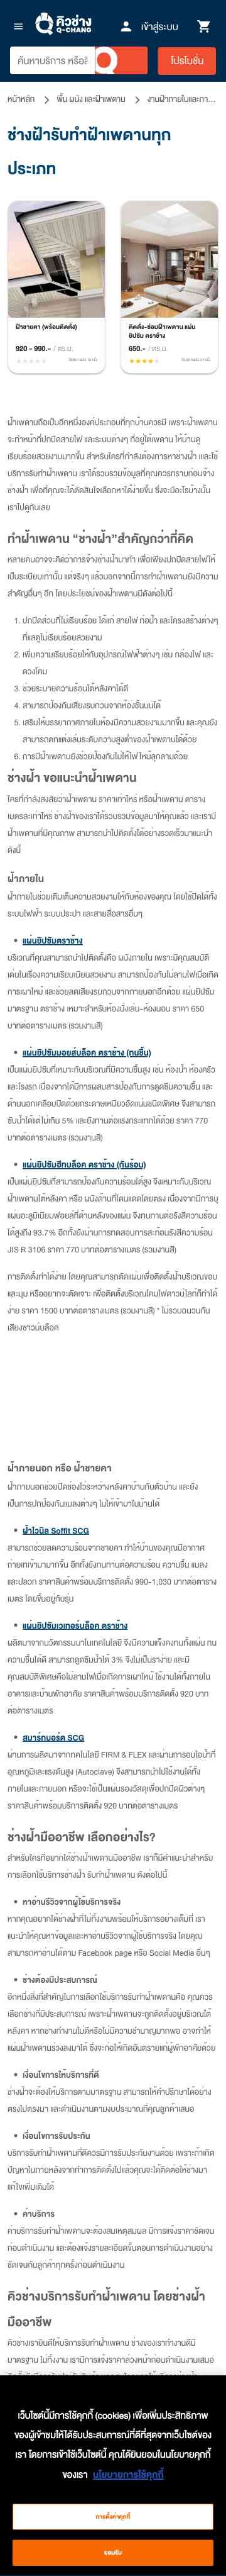 คิวช่าง
Q-CHANG
เข้าสู่ระบบ
ค้นหาบริการ หรือสิ
โปรโมชั่น
หน้าหลัก > พื้น ผนัง และฝ้าเพดาน > งานฝ้าภายในและกา...
ช่างฝ้ารับทำฝ้าเพดานทุก
ประเภท
ฝ้าชายคา (พร้อมติดตั้ง)
920 - 990.- / ตร.ม.
ติดตั้ง-ซ่อมฝ้าเพดาน แผ่น
ยิปซัม ตราช้าง
650.- / ตร.ม.
ฝ้าเพดานถือเป็นอีกหนึ่งองค์ประกอบที่ทุกบ้านควรมี เพราะฝ้าเพดาน
จะทำหน้าที่ปกปิดสายไฟ และระบบต่างๆ ที่อยู่ใต้เพดาน ให้บ้านดู
เรียบร้อยสวยงามมากขึ้น สำหรับใครที่กำลังต้องการหาช่างฝ้า และใช้
บริการรับทำฝ้าเพดาน เราได้รวบรวมข้อมูลที่คุณควรทราบก่อนจ้าง
ช่างฝ้า เพื่อที่คุณจะได้ตัดสินใจเลือกหาได้ง่ายขึ้น ซึ่งจะมีอะไรบ้างนั้น
เราไปดูกันเลย
ทำฝ้าเพดาน “ช่างฝ้า”สำคัญกว่าที่คิด
หลายคนอาจจะคิดว่าการจ้างช่างฝ้ามาทำ เพื่อเพียงปกปิดสายไฟให้
เป็นระเบียบเท่านั้น แต่จริงๆ แล้วนอกจากนี้การทำฝ้าเพดานยังมีความ
สำคัญอื่นๆ อีก โดยประโยชน์ของฝ้าเพดานมีดังต่อไปนี้
1. ปกปิดส่วนที่ไม่เรียบร้อย ได้แก่ สายไฟ ท่อน้ำ และโครงสร้างต่างๆ
ที่แลดูไม่เรียบร้อยสวยงาม
2. เพิ่มความเรียบร้อยให้กับอุปกรณ์ไฟฟ้าต่างๆ เช่น กล่องไฟ และ
ดวงโคม
3. ช่วยระบายความร้อนใต้หลังคาได้ดี
4. สามารถป้องกันเสียงรบกวนจากห้องชั้นบนได้
5. เสริมให้บรรยากาศภายในห้องมีความสวยงามมากขึ้น และคุณยัง
สามารถตกแต่งเล่นระดับความสูงต่ำของฝ้าเพดานได้ด้วย
6. การมีฝ้าเพดานยังช่วยป้องกันไม่ให้ไฟไหม้ลุกลามด้วย
ช่างฝ้า ขอแนะนำฝ้าเพดาน
ใครที่กำลังสงสัยว่าฝ้าเพดาน ราคาเท่าไหร่ หรือฝ้าเพดาน ตาราง
เมตรละเท่าไหร่ ช่างฝ้าของเราได้รวบรวมข้อมูลมาให้คุณแล้ว และเรามี
ฝ้าเพดานที่มีคุณภาพ สามารถนำไปติดตั้งได้อย่างรวดเร็วมาแนะนำ
ดังนี้
ฝ้าภายใน
ฝ้าภายในช่วยเติมเต็มความสวยงามให้กับห้องของคุณ โดยใช้ปิดใต้ท้อง
ระบบไฟฟ้า ระบบประปา และสายสื่อสารอื่นๆ
• แผ่นยิปซัมตราช้าง
บริเวณที่คุณสามารถนำไปติดตั้งคือ ผนังภายใน เพราะมีคุณสมบัติ
เด่นในเรื่องความเรียบเนียนสวยงาม สามารถป้องกันไม่ลามไฟเมื่อเกิด
การเผาไหม้ และช่วยลดเสียงรบกวนจากภายนอกอีกด้วย แผ่นยิปซัม
มาตรฐาน ตราช้าง เหมาะสำหรับห้องนั่งเล่น-ห้องนอน ราคา 650
บาทต่อตารางเมตร (รวมงานสี)
• แผ่นยิปซัมมอยส์บล็อค ตราช้าง (ทนชื้น)
เป็นแผ่นยิปซัมที่เหมาะกับบริเวณที่มีความชื้นสูง เช่น ห้องน้ำ ห้องครัว
และโรงรถ เนื่องจากได้มีการผสมสารป้องกันการดูดซึมความชื้น และ
ด้านนอกเคลือบปิดด้วยกระดาษเหนียวอัดแน่นชนิดพิเศษ จึงสามารถ
ซับน้ำได้แต่ไม่เกิน 5% และยังทนต่อแรงกระแทกได้ด้วย ราคา 770
บาทต่อตารางเมตร (รวมงานสี)
• แผ่นยิปซัมฮีทบล็อค ตราช้าง (กันร้อน)
เป็นแผ่นยิปซัมที่สามารถป้องกันความร้อนได้สูง จึงเหมาะกับบริเวณ
ฝ้าเพดานใต้หลังคา หรือ ผนังด้านที่โดนแดดโดยตรง เนื่องจากมีการบุ
แผ่นอะลูมิเนียมฟอยล์ที่ด้านหลังของแผ่น จึงทนทานต่อรังสีความร้อน
ได้สูงถึง 93.7% อีกทั้งยังผ่านการทดสอบการสะท้อนรังสีความร้อน
JIS R 3106 ราคา 770 บาทต่อตารางเมตร (รวมงานสี)
การติดตั้งทำได้ง่าย โดยคุณสามารถตัดแผ่นเพื่อติดตั้งฝ้าบริเวณขอบ
และมุม หรืออยากจะตัดเจาะ เพื่อติดตั้งบริเวณโคมไฟดาวน์ไลท์ก็ทำได้
ง่าย ราคา 1500 บาทต่อตารางเมตร (รวมงานสี) * ไม่รวมฉนวนกัน
เสียงซาวน์บล็อค
ฝ้าภายนอก หรือ ฝ้าชายคา
ฝ้าภายนอกช่วยปิดช่องโว่ระหว่างหลังคาบ้านกับตัวบ้าน และยัง
เป็นการปกป้องกันแมลงต่างๆ ไม่ให้เข้ามาในบ้านได้
• ฝ้าไวนิล Soffit SCG
สามารถช่วยลดความร้อนจากชายคา ทำให้บ้านของคุณมีอากาศ
ถ่ายเทเข้ามามากขึ้น อีกทั้งยังทนทานต่อความร้อน ความชื้น แมลง
และปลวก ราคาสินค้าพร้อมบริการติดตั้ง 990-1,030 บาทต่อตาราง
เมตร โดยขึ้นอยู่กับรุ่น
• แผ่นยิปซัมเวเทอร์บล็อค ตราช้าง
ผลิตมาจากนวัตกรรมนาโนเทคโนโลยี จึงมีความแข็งคงทนทั้งแผ่น ทน
ความชื้นได้ดี สามารถดูดซึมน้ำได้ 3% จึงไม่เป็นราง่าย และมี
คุณสมบัติพิเศษคือไม่ลามไฟเมื่อเกิดการเผาไหม้ ใช้งานได้ทั้งภายใน
อาคารและบ้านพักอาศัย ราคาสินค้าพร้อมบริการติดตั้ง 920 บาท
ต่อตารางเมตร
• สมาร์ทบอร์ด SCG
ผ่านการผลิตมาจากเทคโนโลยี FIRM & FLEX และผ่านการอบไอน้ำที่
อุณหภูมิและแรงดันสูง (Autoclave) จึงสามารถนำไปใช้งานได้ทั้ง
ภายในและภายนอก หรือจะใช้เป็นแผ่นรองวัสดุเพื่อปกปิดผิวต่างๆ
ราคาสินค้าพร้อมบริการติดตั้ง 920 บาทต่อตารางเมตร
ช่างฝ้ามืออาชีพ เลือกอย่างไร?
สำหรับใครที่อยากได้ช่างฝ้าเพดานมืออาชีพ เราก็มีคำแนะนำสำหรับ
การเลือกใช้บริการช่างฝ้า รับทำฝ้าเพดาน ดังต่อไปนี้
• หาอ่านรีวิวจากผู้ใช้บริการจริง
หากคุณอยากได้ช่างฝ้าที่ไม่ทิ้งงานพร้อมให้บริการอย่างเต็มที่ เรา
แนะนำให้คุณหาข้อมูลและหาอ่านรีวิวจากผู้ใช้บริการจริง โดยคุณ
สามารถหาอ่านได้ตาม Facebook page หรือ Social Media อื่นๆ
• ช่างต้องมีประสบการณ์
อีกหนึ่งสิ่งที่สำคัญในการเลือกใช้บริการรับทำฝ้าเพดานคือ คุณควร
เลือกช่างที่มีประสบการณ์ เพราะฝ้าเพดานจะถูกติดตั้งอยู่บริเวณใต้
หลังคา หากช่างทำงานไม่ดีหรือไม่มีความชำนาญมากพอ อาจทำให้
แผ่นฝ้าเพดานร่วงลงมาได้ ซึ่งจะก่อให้เกิดอันตรายแก่ผู้พักอาศัยด้วย
• เงื่อนไขการให้บริการที่ดี
ช่างฝ้าจะต้องให้บริการตามมาตรฐาน สามารถให้คำปรึกษาได้อย่าง
ตรงไปตรงมา และดำเนินงานตามงบประมาณที่คุณลูกค้าเสนอ
• เงื่อนไขการรับประกัน
บริการรับทำฝ้าเพดานที่ดีควรมีการรับประกันงานด้วย เพราะถ้าเกิด
ปัญหาในภายหลังจากทำการติดตั้งไปแล้วคุณจะได้ติดต่อให้ช่างมา
แก้ไขเพิ่มเติมได้
• ค่าบริการ
ค่าบริการรับทำฝ้าเพดานจะต้องสมเหตุสมผล มีการแจ้งราคาชัดเจน
ก่อนดำเนินงาน และต้องแจ้งรายละเอียดขั้นตอนการดำเนินงานอย่าง
ชัดเจนกับลูกค้าทุกครั้งก่อนดำเนินงาน
คิวช่างบริการรับทำฝ้าเพดาน โดยช่างฝ้า
มืออาชีพ
คิวช่างเรายินดีให้บริการรับทำฝ้าเพดาน ช่างของเราทำงานดีมี
มาตรฐาน ไม่ทิ้งงาน เรามีการแจ้งราคาล่วงหน้าก่อนดำเนินงานเสมอ
เว็บไซต์นี้มีการใช้คุกกี้ (cookies) เพื่อเพิ่มประสิทธิภาพ
ของผู้เข้าชมให้ได้รับประสบการณ์ที่ดีที่สุดจากเว็บไซต์ของ
เรา โดยการเข้าใช้เว็บไซต์นี้ คุณได้ยินยอมในนโยบายคุกกี้
ของเรา นโยบายการใช้คุกกี้
การตั้งค่าคุกกี้
ยอมรับ